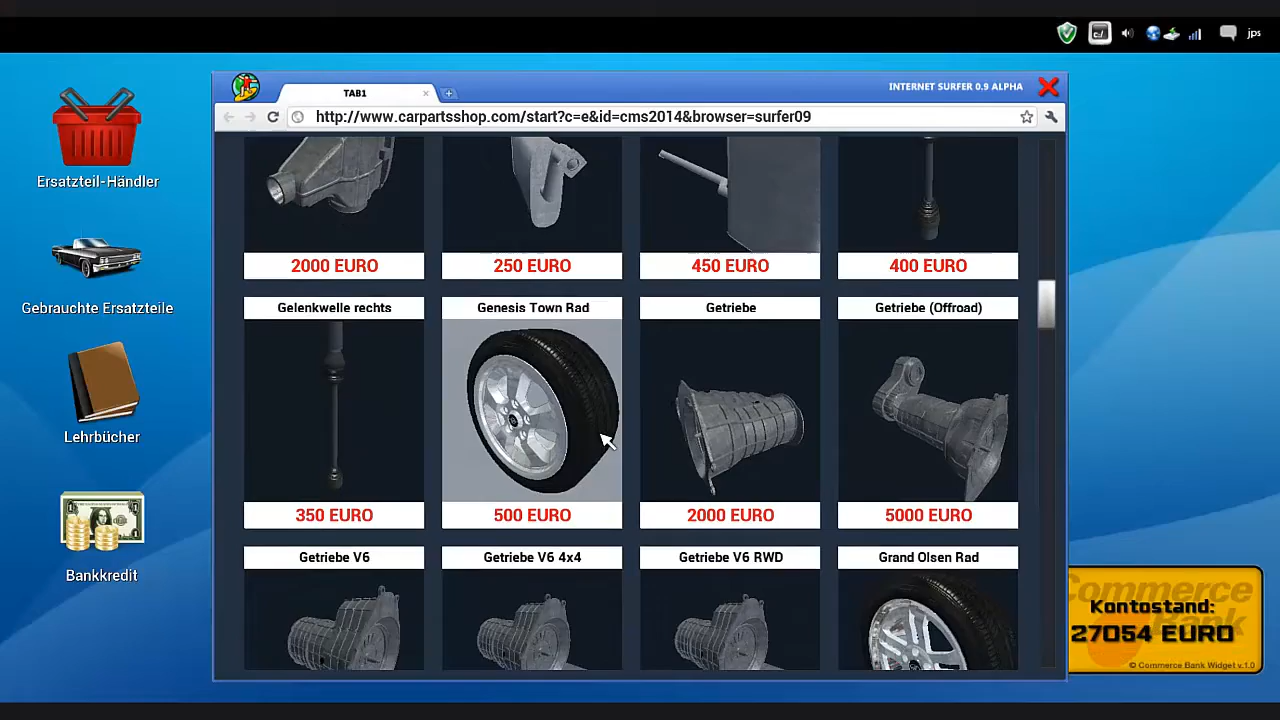 jps
INTERNET SURFER 0.9 ALPHA
TAB1
http://www.carpartsshop.com/start?c=e&id=cms2014&browser=surfer09
Ersatzteil-Händler
Gebrauchte Ersatzteile
Lehrbücher
Bankkredit
2000 EURO
250 EURO
450 EURO
400 EURO
Gelenkwelle rechts
Genesis Town Rad
Getriebe
Getriebe (Offroad)
350 EURO
500 EURO
2000 EURO
5000 EURO
Getriebe V6
Getriebe V6 4x4
Getriebe V6 RWD
Grand Olsen Rad
Commerce
Bank
Kontostand:
27054 EURO
© Commerce Bank Widget v.1.0